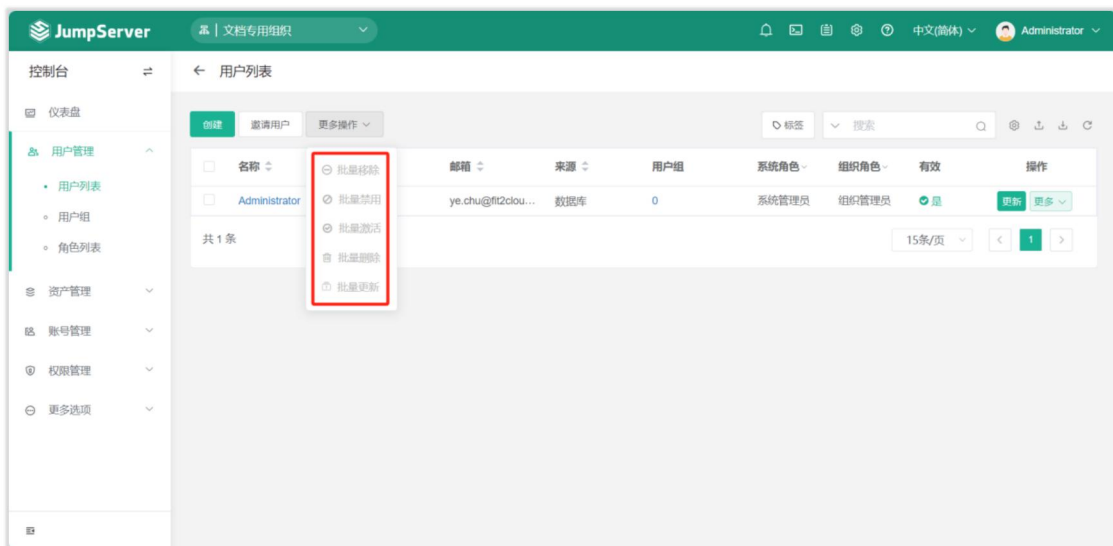 JumpServer
文档专用组织
中文(简体)
Administrator
控制台
用户列表
仪表盘
用户管理
用户列表
用户组
角色列表
资产管理
账号管理
权限管理
更多选项
创建
邀请用户
更多操作
标签
搜索
名称
邮箱
来源
用户组
系统角色
组织角色
有效
操作
Administrator
ye.chu@fit2clou...
数据库
0
系统管理员
组织管理员
是
更新
更多
共 1 条
15条/页
1
批量移除
批量禁用
批量激活
批量删除
批量更新